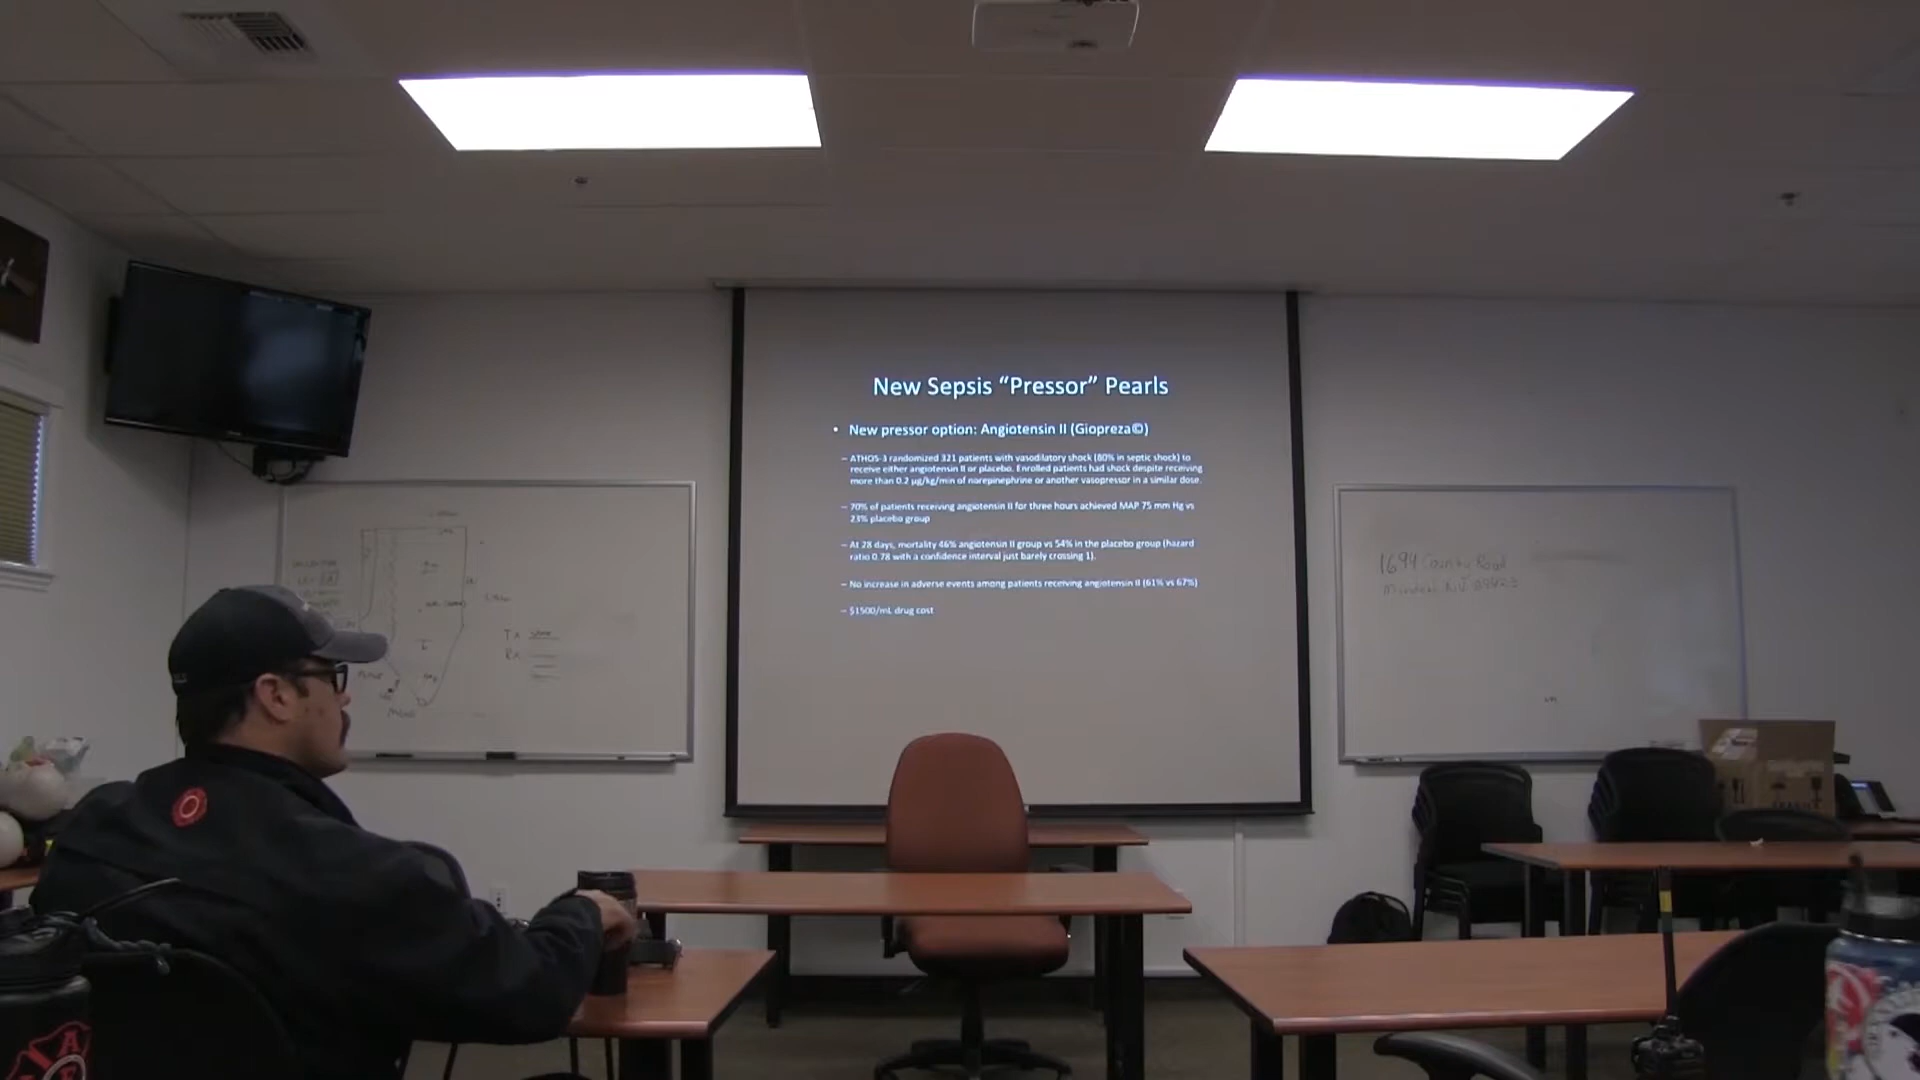 New Sepsis “Pressor” Pearls
• New pressor option: Angiotensin II (Giopreza©)
– ATHOS-3 randomized 321 patients with vasodilatory shock (80% in septic shock) to
receive either angiotensin II or placebo. Enrolled patients had shock despite receiving
more than 0.2 µg/kg/min of norepinephrine or another vasopressor in a similar dose.
– 70% of patients receiving angiotensin II for three hours achieved MAP 75 mm Hg vs
23% placebo group
– At 28 days, mortality 46% angiotensin II group vs 54% in the placebo group (hazard
ratio 0.78 with a confidence interval just barely crossing 1).
– No increase in adverse events among patients receiving angiotensin II (61% vs 67%)
– $1500/mL drug cost
1694 County Road
TX
RX